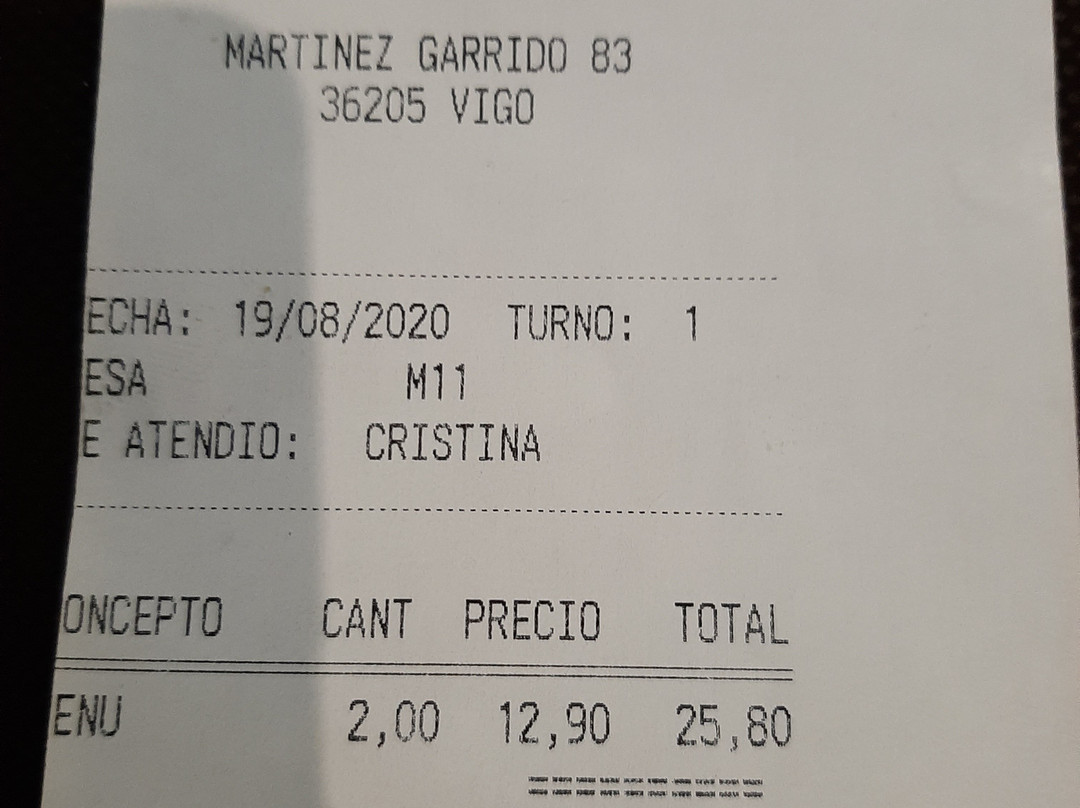 MARTINEZ GARRIDO 83
36205 VIGO
ECHA: 19/08/2020 TURNO: 1
ESA M11
E ATENDIO: CRISTINA
ONCEPTO CANT PRECIO TOTAL
ENU 2,00 12,90 25,80